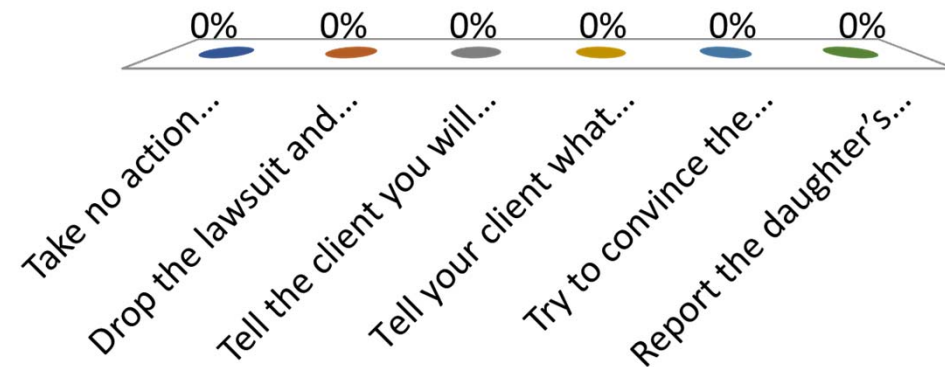 0%
0%
0%
0%
0%
0%
Take no action...
Drop the lawsuit and...
Tell the client you will...
Tell your client what...
Try to convince the...
Report the daughter’s...